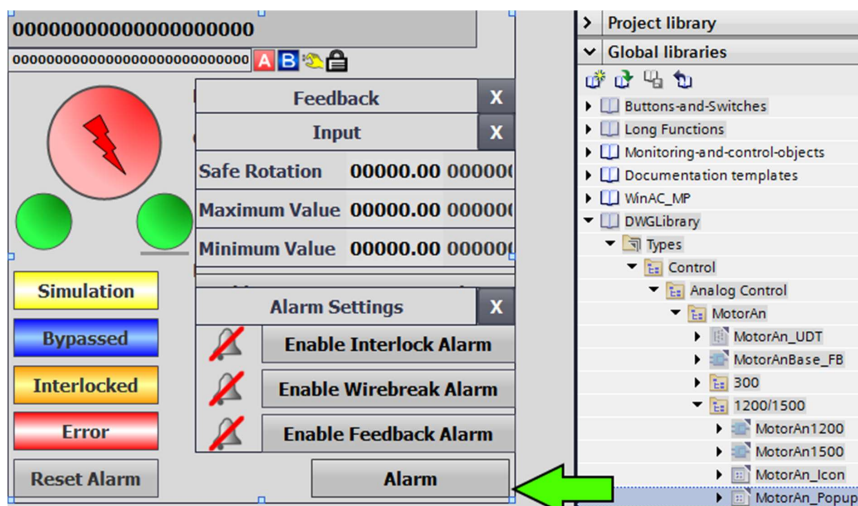 00000000000000000000
000000000000000000000000000000 A B
Feedback X
Input X
Safe Rotation 00000.00 000000
Maximum Value 00000.00 000000
Minimum Value 00000.00 000000
Alarm Settings X
Enable Interlock Alarm
Enable Wirebreak Alarm
Enable Feedback Alarm
Simulation
Bypassed
Interlocked
Error
Reset Alarm
Alarm
Project library
Global libraries
Buttons-and-Switches
Long Functions
Monitoring-and-control-objects
Documentation templates
WinAC_MP
DWGLibrary
Types
Control
Analog Control
MotorAn
MotorAn_UDT
MotorAnBase_FB
300
1200/1500
MotorAn1200
MotorAn1500
MotorAn_Icon
MotorAn_Popup